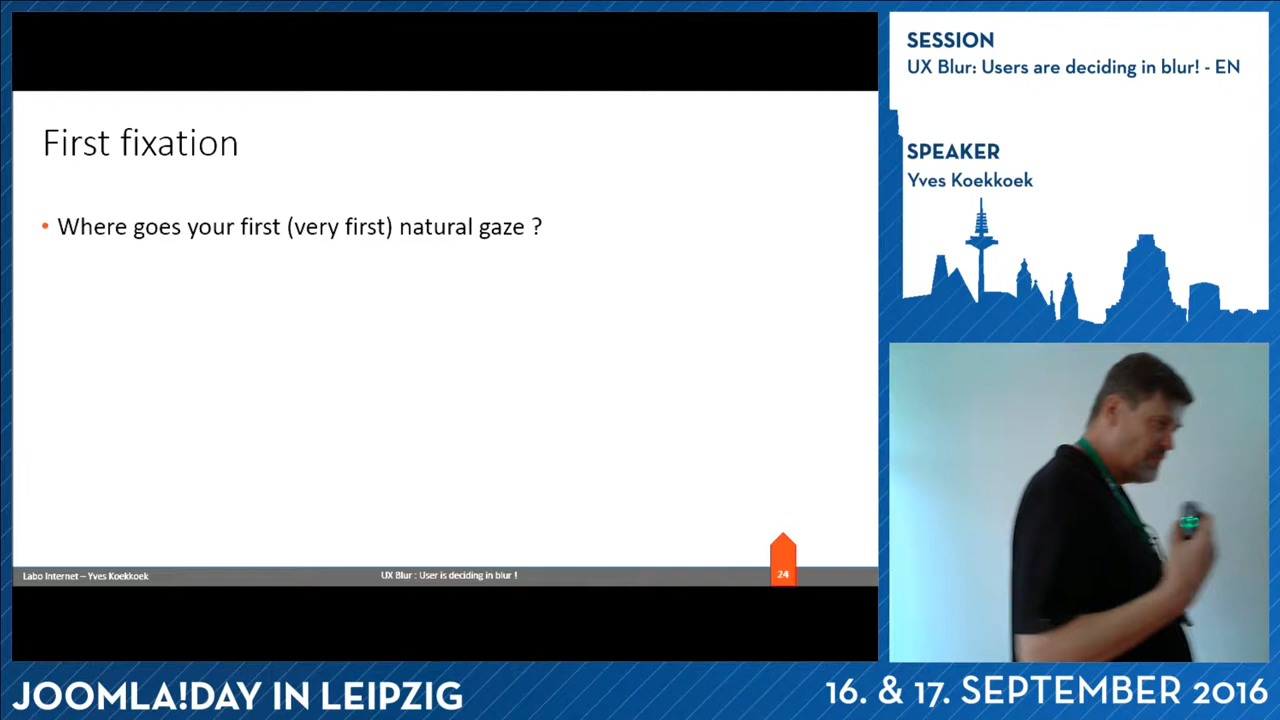 First fixation
• Where goes your first (very first) natural gaze ?
Labo Internet – Yves Koekkoek
UX Blur : User is deciding in blur !
24
SESSION
UX Blur: Users are deciding in blur! - EN
SPEAKER
Yves Koekkoek
JOOMLA!DAY IN LEIPZIG
16. & 17. SEPTEMBER 2016